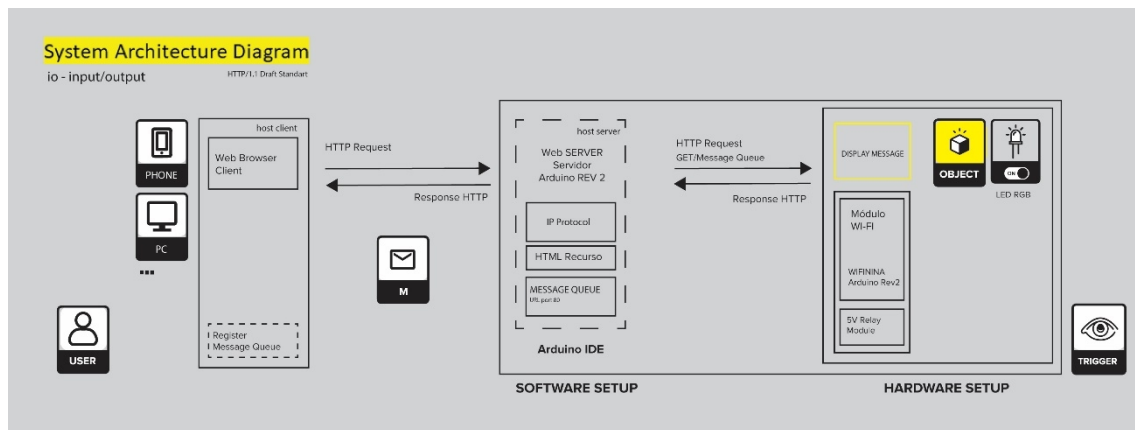 System Architecture Diagram
io - input/output
HTTP/1.1 Draft Standart
PHONE
PC
USER
host client
Web Browser
Client
Register
Message Queue
HTTP Request
Response HTTP
M
host server
Web SERVER
Servidor
Arduino REV 2
IP Protocol
HTML Recurso
MESSAGE QUEUE
URL port 80
Arduino IDE
SOFTWARE SETUP
HTTP Request
GET/Message Queue
Response HTTP
DISPLAY MESSAGE
OBJECT
ON
LED RGB
Módulo
WI-FI
WIFININA
Arduino Rev2
5V Relay
Module
HARDWARE SETUP
TRIGGER